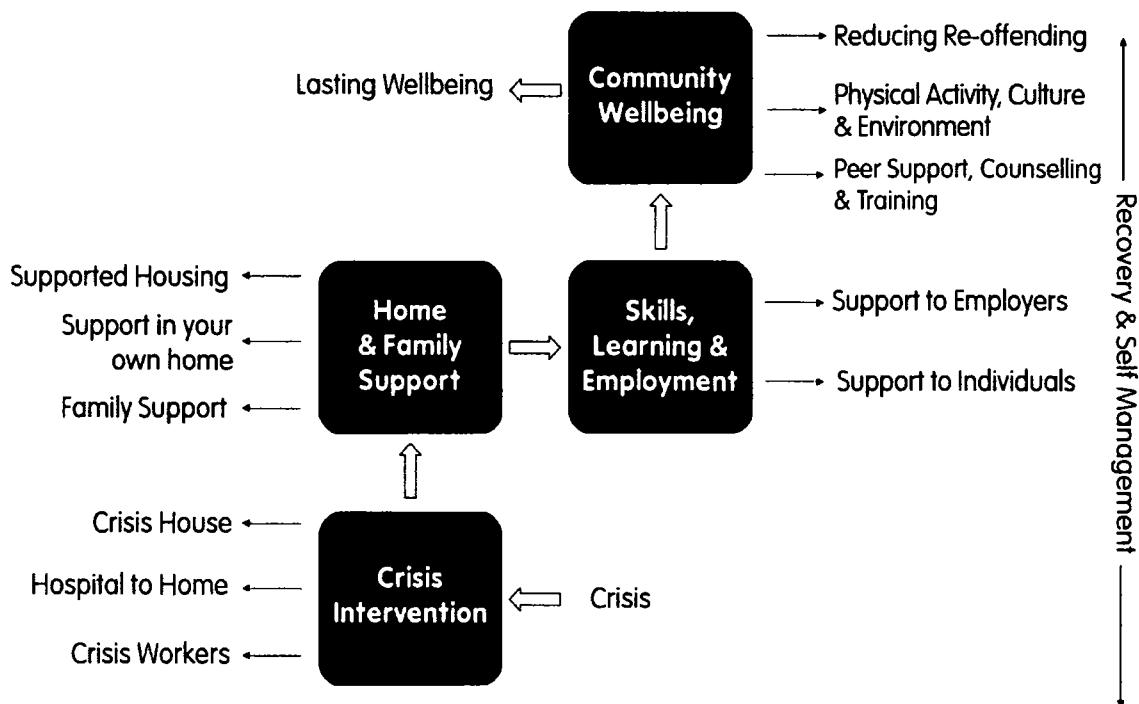 Lasting Wellbeing
Community
Wellbeing
Reducing Re-offending
Physical Activity, Culture
& Environment
Peer Support, Counselling
& Training
Supported Housing
Support in your
own home
Family Support
Home
& Family
Support
Skills,
Learning &
Employment
Support to Employers
Support to Individuals
Crisis House
Hospital to Home
Crisis Workers
Crisis
Intervention
Crisis
Recovery & Self Management